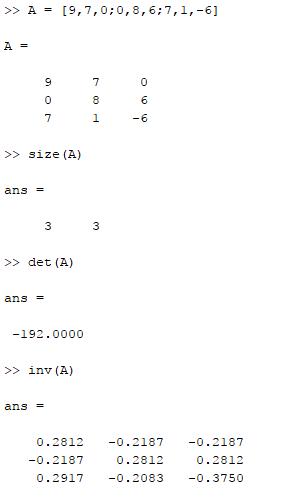 >> A = [9,7,0;0,8,6;7,1,-6]
A =
9 7 0
0 8 6
7 1 -6
>> size(A)
ans =
3 3
>> det(A)
ans =
-192.0000
>> inv(A)
ans =
0.2812 -0.2187 -0.2187
-0.2187 0.2812 0.2812
0.2917 -0.2083 -0.3750